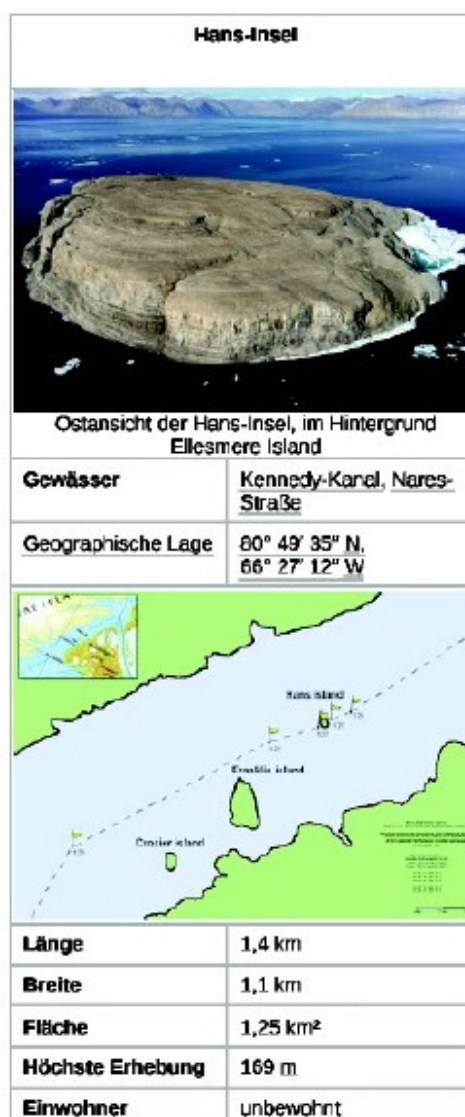 Hans-Insel
Ostansicht der Hans-Insel, im Hintergrund
Ellesmere Island
Gewässer
Kennedy-Kanal, Nares-
Straße
Geographische Lage
80° 49′ 35″ N,
66° 27′ 12″ W
Hans island
Franklin island
Crozier island
Länge
1,4 km
Breite
1,1 km
Fläche
1,25 km²
Höchste Erhebung
169 m
Einwohner
unbewohnt